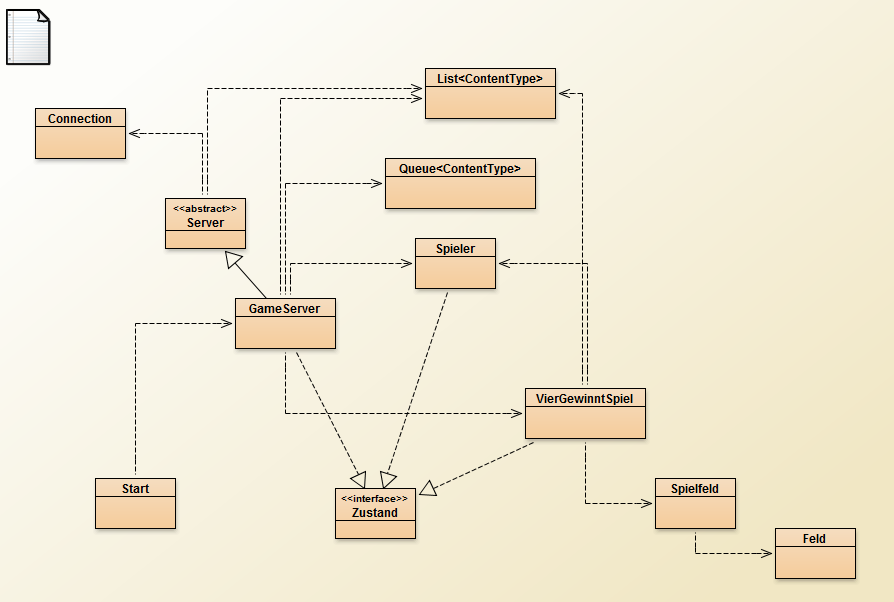 List<ContentType>
Connection
Queue<ContentType>
<<abstract>>
Server
Spieler
GameServer
VierGewinntSpiel
Start
<<interface>>
Zustand
Spielfeld
Feld